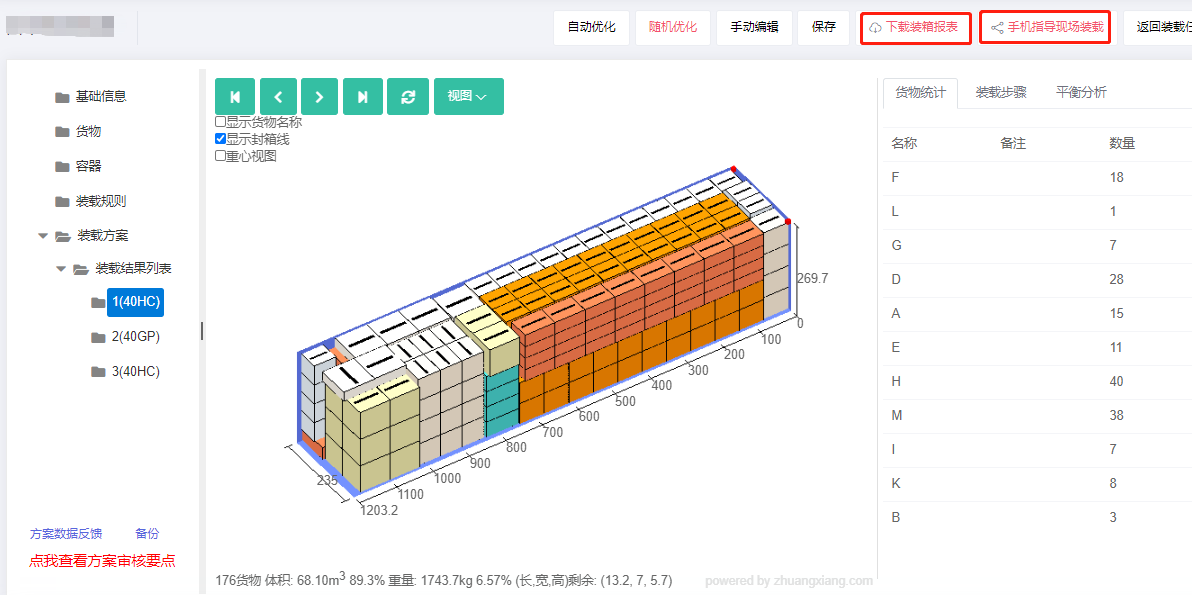 自动优化
随机优化
手动编辑
保存
下载装箱报表
手机指导现场装载
返回装载任
基础信息
货物
容器
装载规则
装载方案
装载结果列表
1(40HC)
2(40GP)
3(40HC)
方案数据反馈
备份
点我查看方案审核要点
视图
显示货物名称
显示封箱线
重心视图
269.7
0
100
200
300
400
500
600
700
800
900
1000
1100
1203.2
235
176货物 体积: 68.10m3 89.3% 重量: 1743.7kg 6.57% (长,宽,高)剩余: (13.2, 7, 5.7)
powered by zhuangxiang.com
货物统计 装载步骤 平衡分析
名称 备注 数量
F 18
L 1
G 7
D 28
A 15
E 11
H 40
M 38
I 7
K 8
B 3